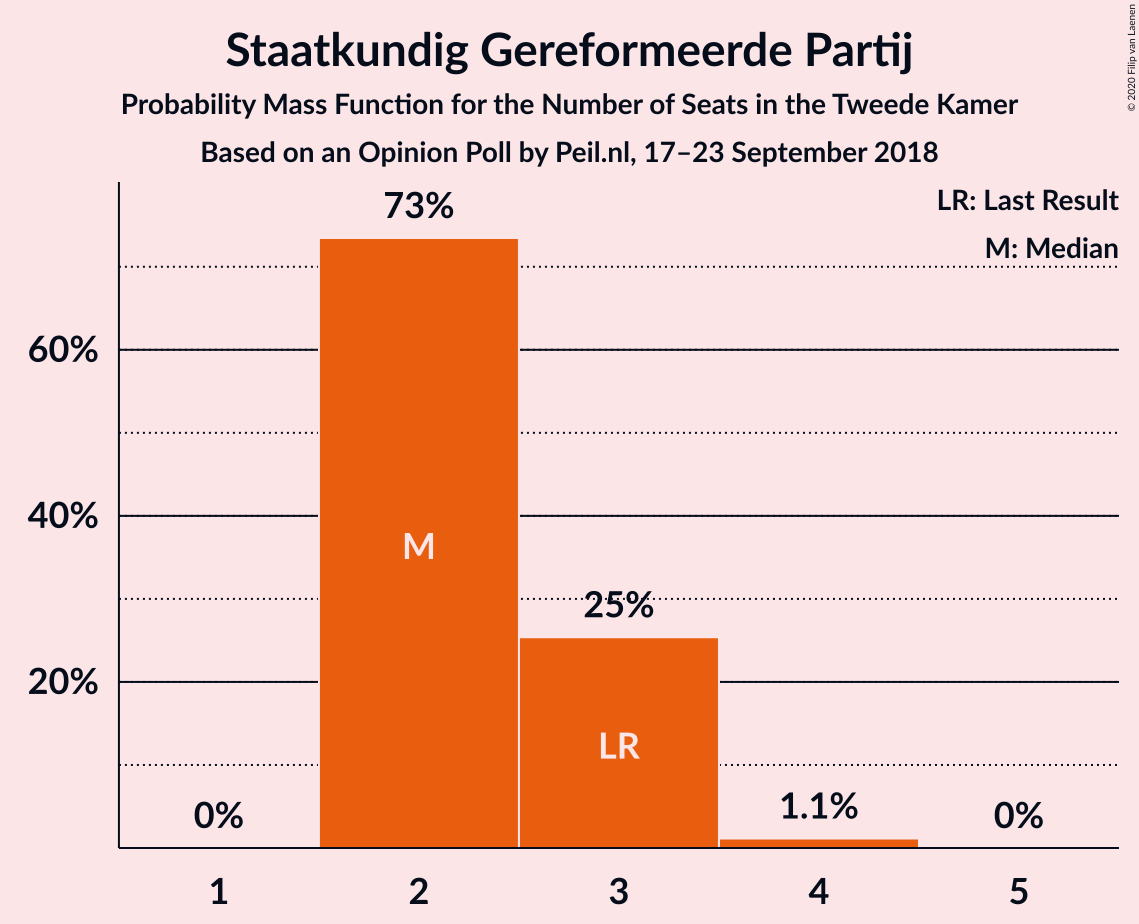 Staatkundig Gereformeerde Partij
Probability Mass Function for the Number of Seats in the Tweede Kamer
Based on an Opinion Poll by Peil.nl, 17–23 September 2018
© 2020 Filip van Laenen
LR: Last Result
M: Median
73%
60%
40%
20%
M
25%
LR
0%
1.1%
0%
1
2
3
4
5